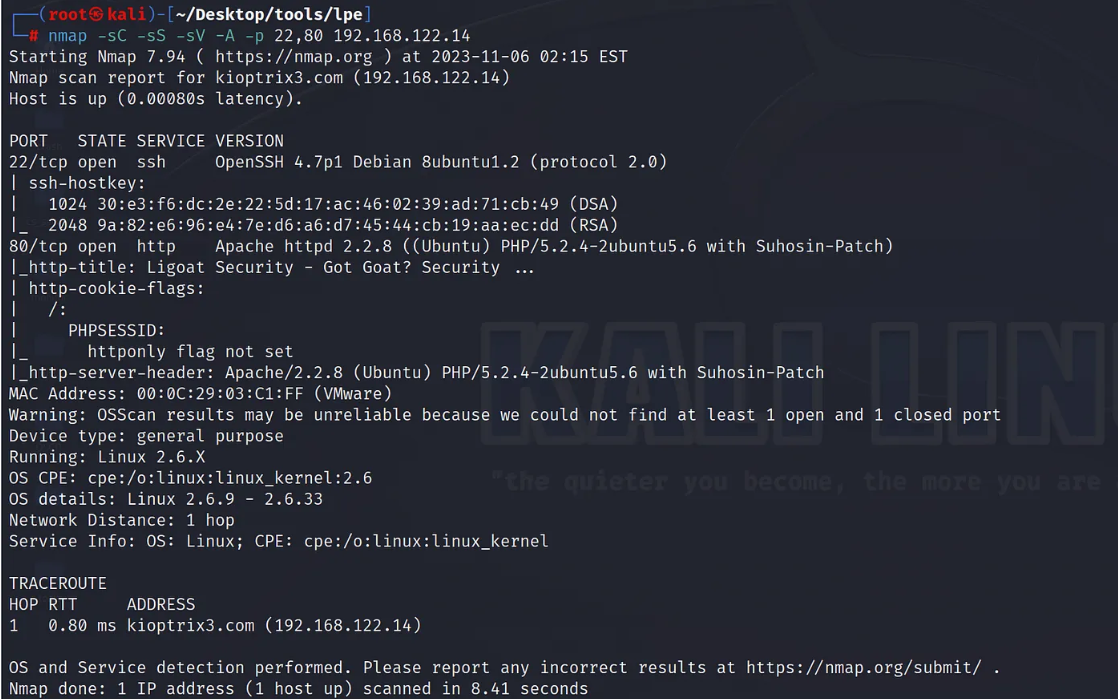 ┌──(root㉿kali)-[~/Desktop/tools/lpe]
└─# nmap -sC -sS -sV -A -p 22,80 192.168.122.14
Starting Nmap 7.94 ( https://nmap.org ) at 2023-11-06 02:15 EST
Nmap scan report for kioptrix3.com (192.168.122.14)
Host is up (0.00080s latency).

PORT   STATE SERVICE VERSION
22/tcp open  ssh     OpenSSH 4.7p1 Debian 8ubuntu1.2 (protocol 2.0)
| ssh-hostkey:
|   1024 30:e3:f6:dc:2e:22:5d:17:ac:46:02:39:ad:71:cb:49 (DSA)
|_  2048 9a:82:e6:96:e4:7e:d6:a6:d7:45:44:cb:19:aa:ec:dd (RSA)
80/tcp open  http    Apache httpd 2.2.8 ((Ubuntu) PHP/5.2.4-2ubuntu5.6 with Suhosin-Patch)
|_http-title: Ligoat Security - Got Goat? Security ...
| http-cookie-flags:
|   /:
|     PHPSESSID:
|_      httponly flag not set
|_http-server-header: Apache/2.2.8 (Ubuntu) PHP/5.2.4-2ubuntu5.6 with Suhosin-Patch
MAC Address: 00:0C:29:03:C1:FF (VMware)
Warning: OSScan results may be unreliable because we could not find at least 1 open and 1 closed port
Device type: general purpose
Running: Linux 2.6.X
OS CPE: cpe:/o:linux:linux_kernel:2.6
OS details: Linux 2.6.9 - 2.6.33
Network Distance: 1 hop
Service Info: OS: Linux; CPE: cpe:/o:linux:linux_kernel

TRACEROUTE
HOP RTT     ADDRESS
1   0.80 ms kioptrix3.com (192.168.122.14)

OS and Service detection performed. Please report any incorrect results at https://nmap.org/submit/ .
Nmap done: 1 IP address (1 host up) scanned in 8.41 seconds
KALI LIN
"the quieter you become, the more you are